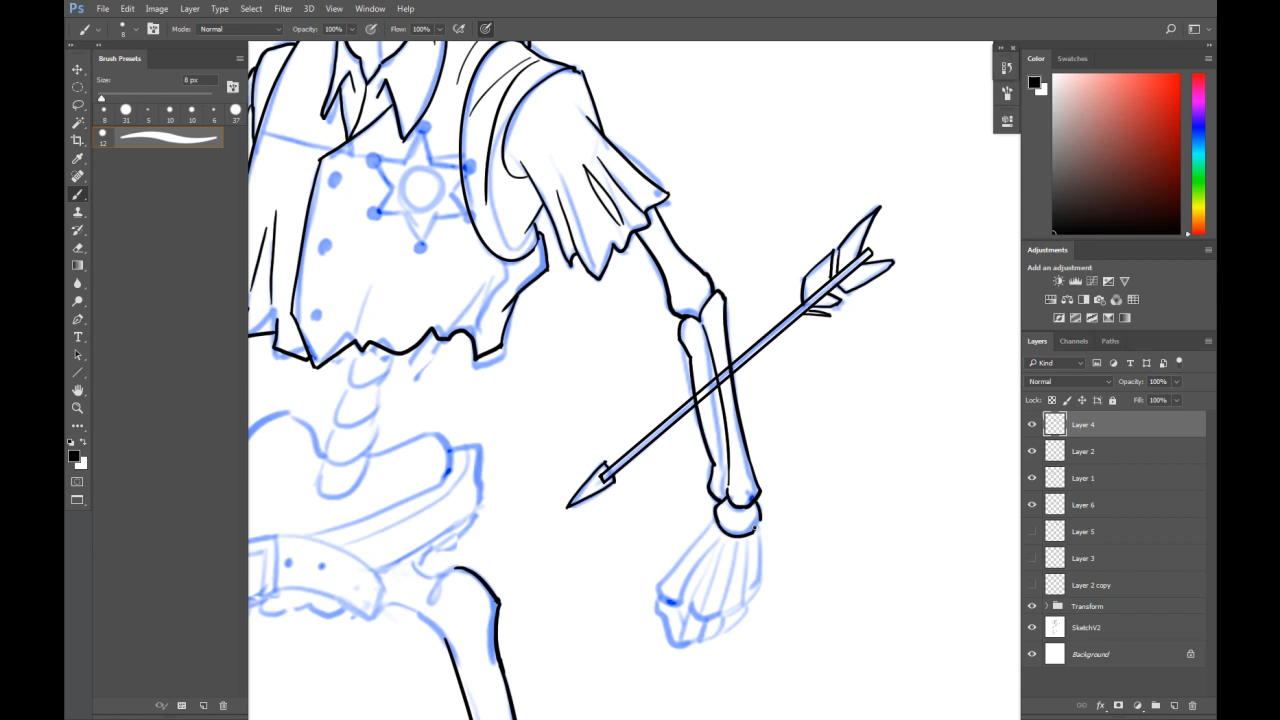 Ps File Edit Image Layer Type Select Filter 3D View Window Help
8 Mode: Normal Opacity: 100% Flow: 100%
Brush Presets
Size: 8 px
8 31 5 10 10 6 37
12
Color Swatches
Adjustments
Add an adjustment
Layers Channels Paths
Kind
Normal Opacity: 100%
Lock: Fill: 100%
Layer 4
Layer 2
Layer 1
Layer 6
Layer 5
Layer 3
Layer 2 copy
Transform
SketchV2
Background
fx